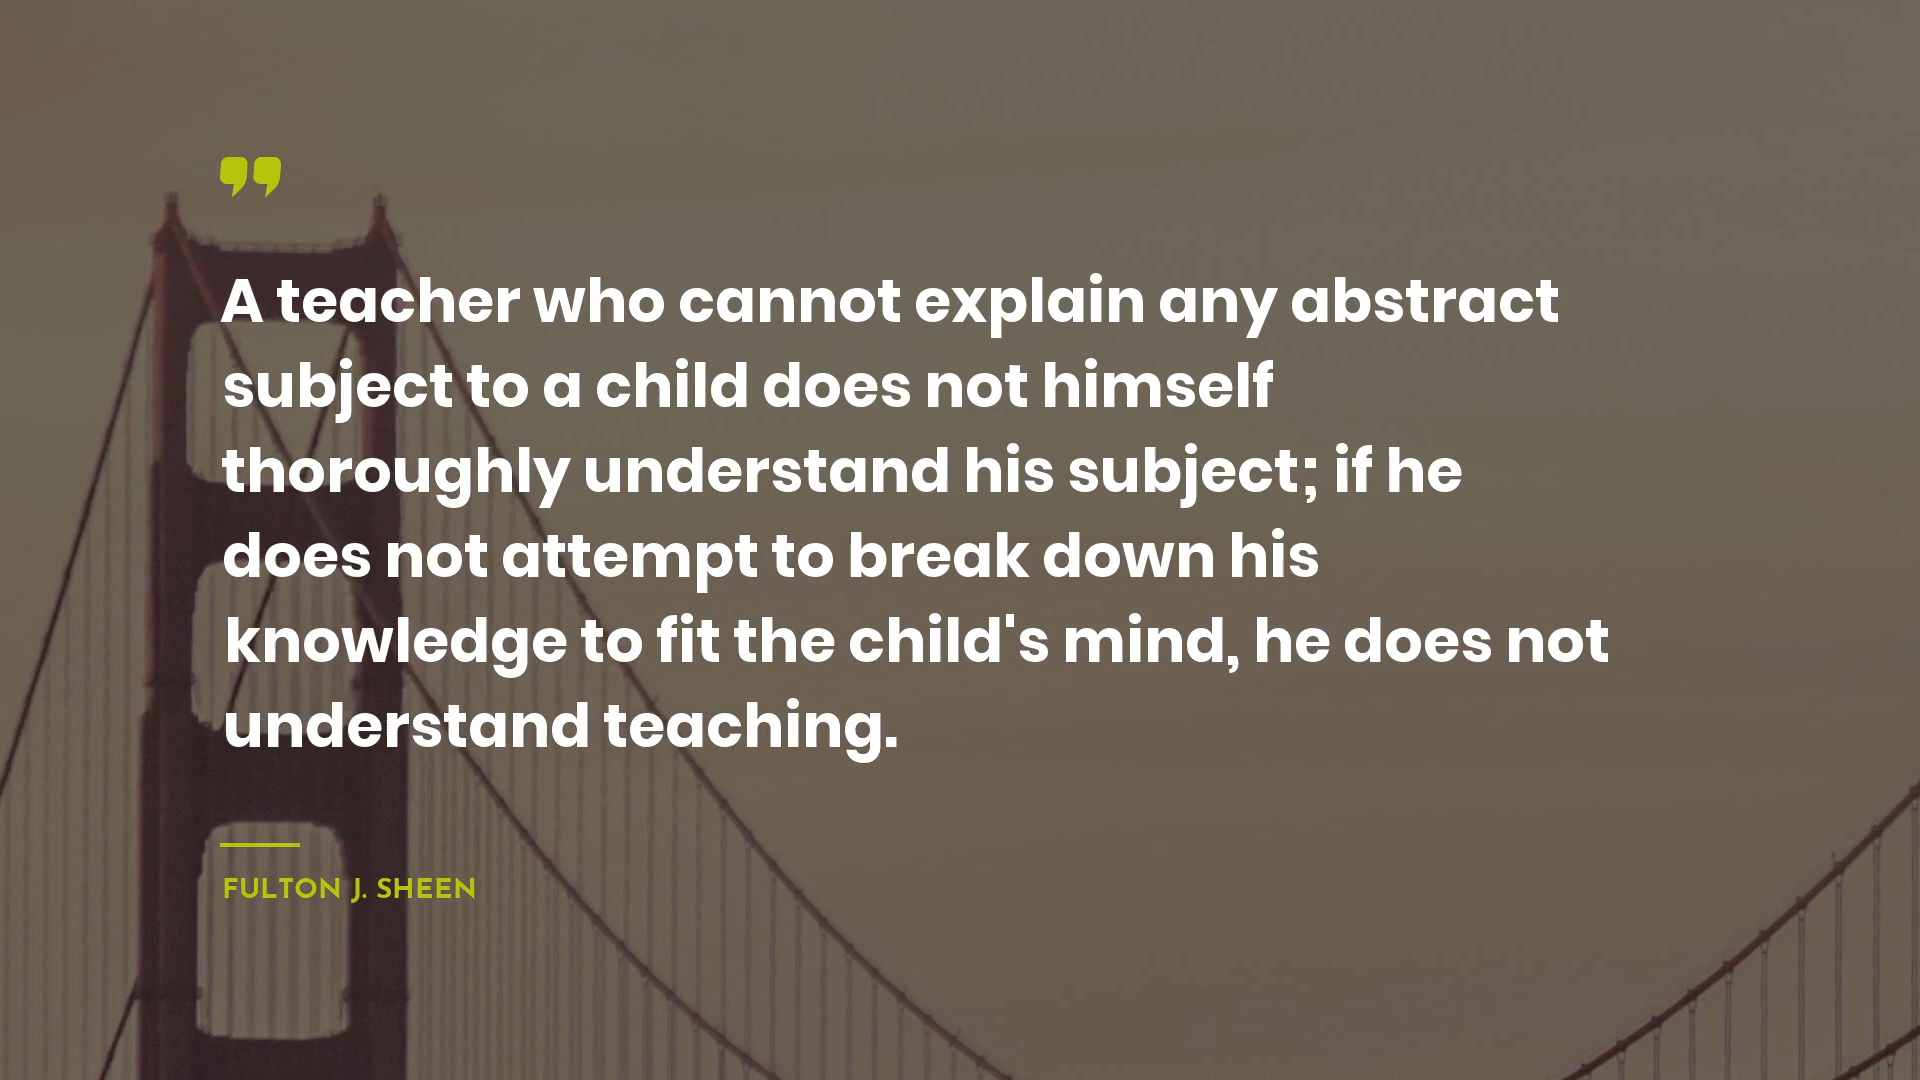 A teacher who cannot explain any abstract
subject to a child does not himself
thoroughly understand his subject; if he
does not attempt to break down his
knowledge to fit the child's mind, he does not
understand teaching.
FULTON J. SHEEN